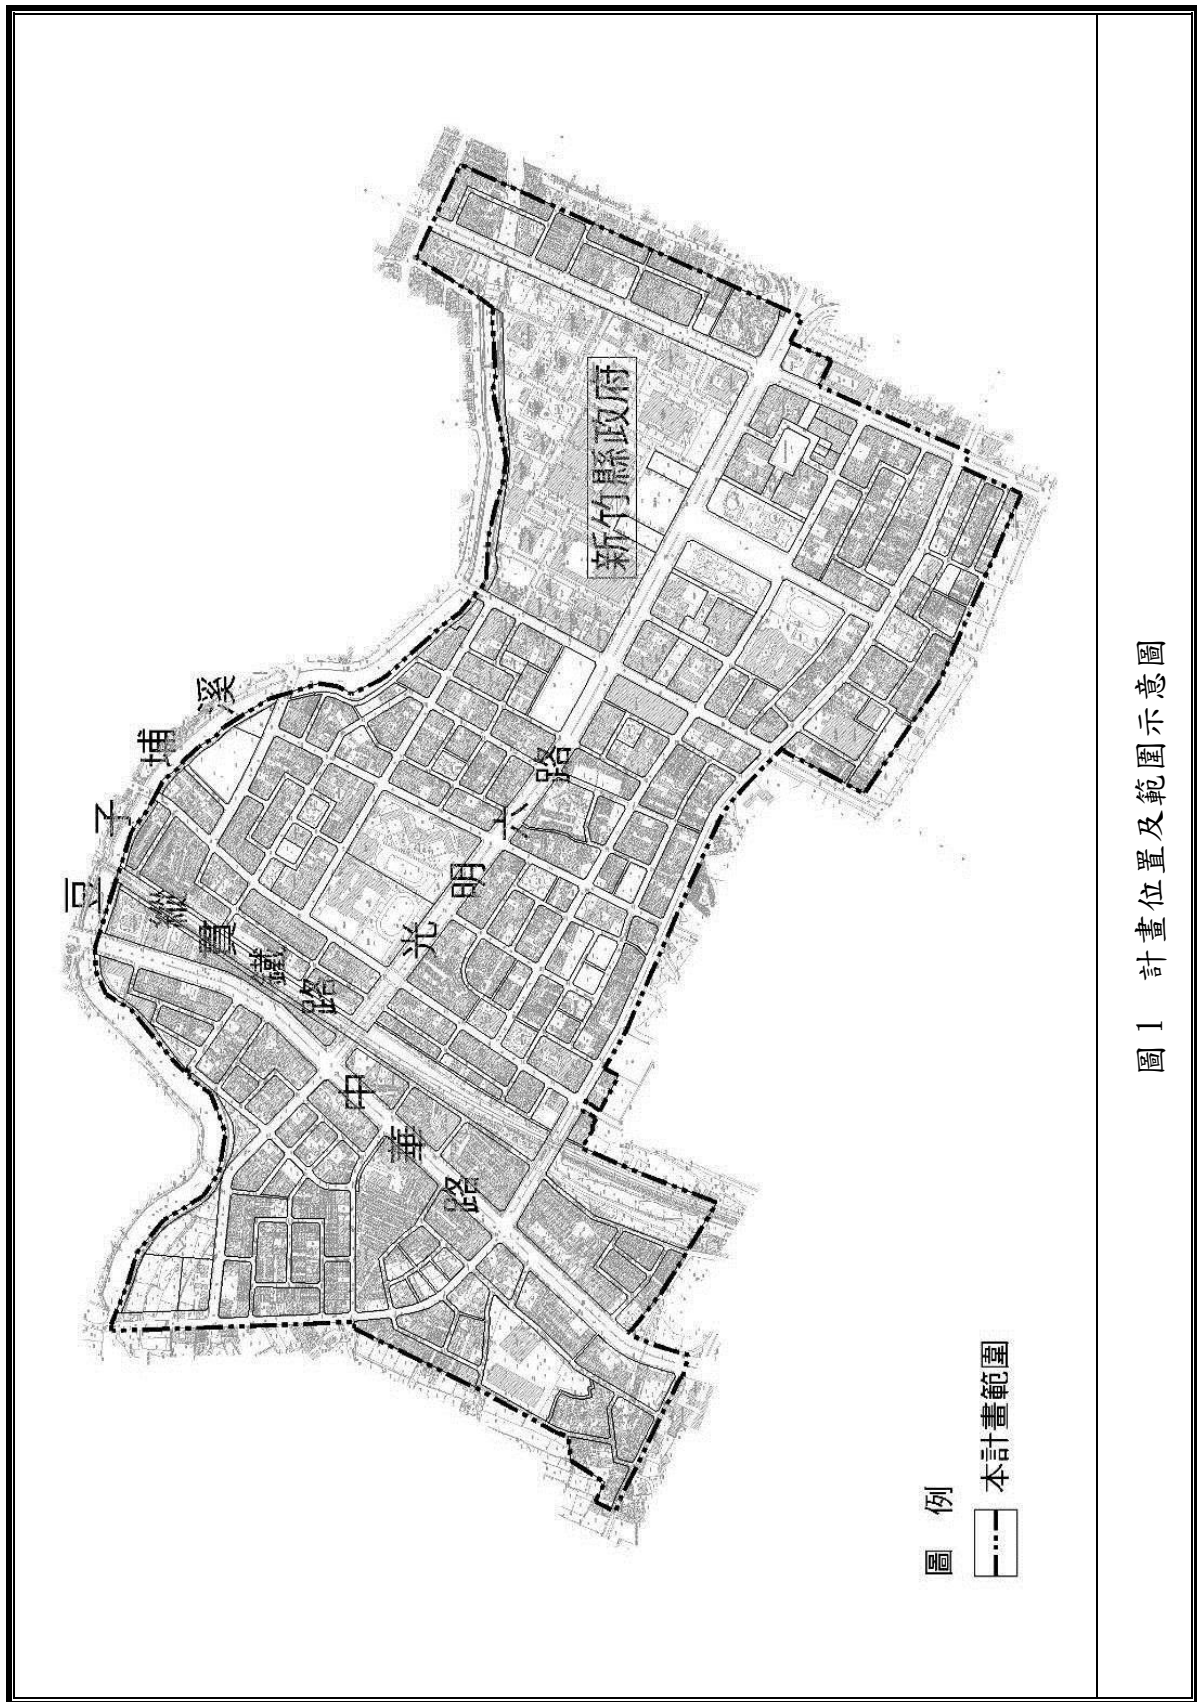 豆子埔溪
縱貫鐵路
新竹縣政府
光明六路
中華路
圖 例
本計畫範圍
圖 1 計畫位置及範圍示意圖